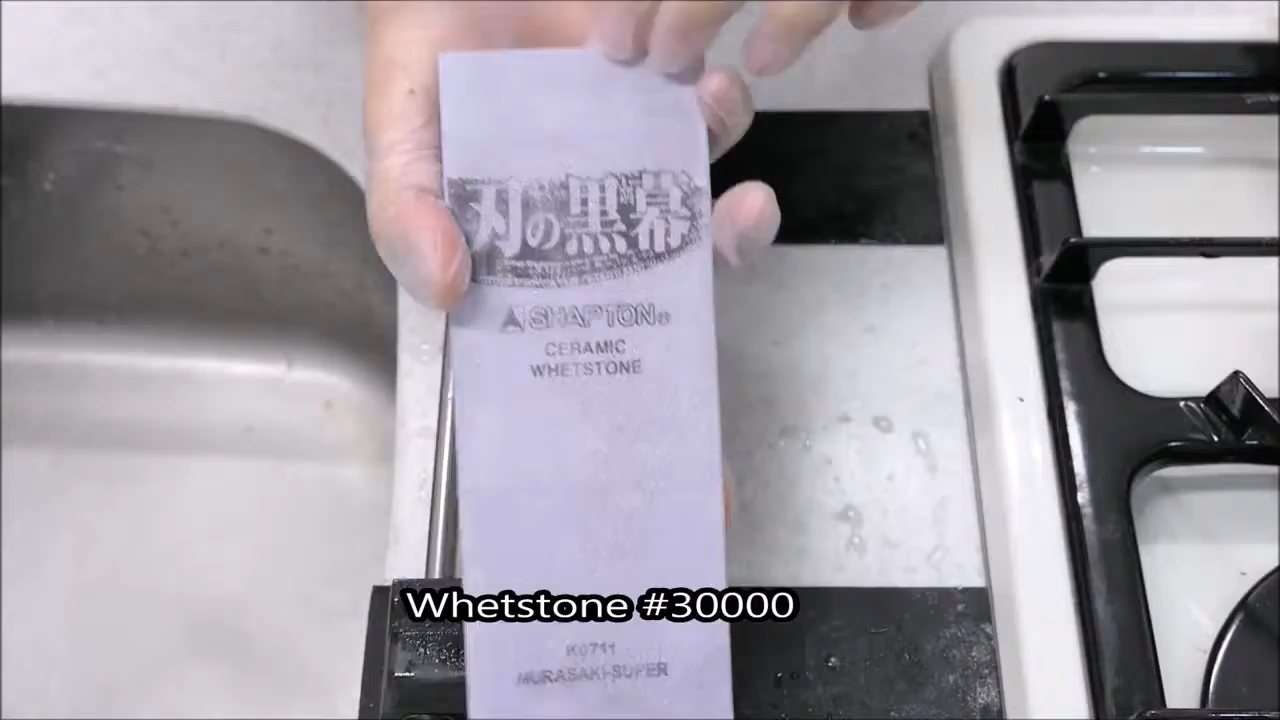 刃の黒幕
SHAPTON®
CERAMIC
WHETSTONE
Whetstone #30000
K0711
MURASAKI-SUPER